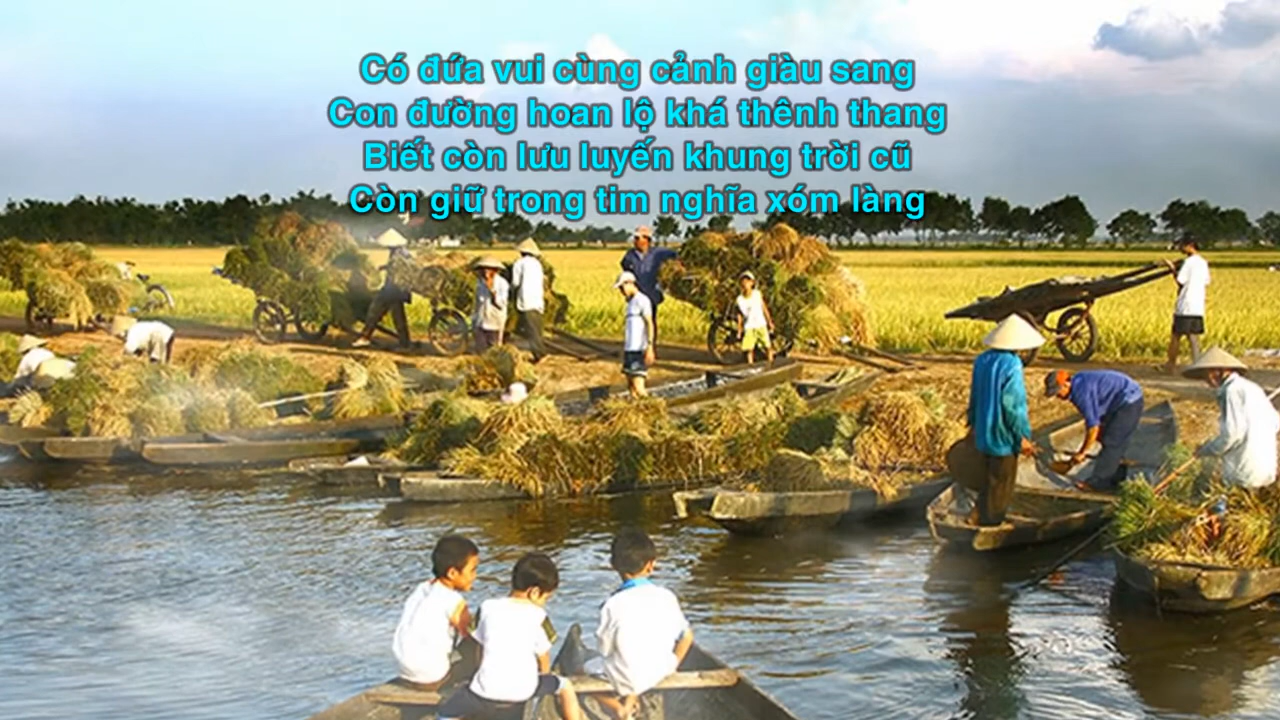 Có đứa vui cùng cảnh giàu sang
Con đường hoan lộ khá thênh thang
Biết còn lưu luyến khung trời cũ
Còn giữ trong tim nghĩa xóm làng